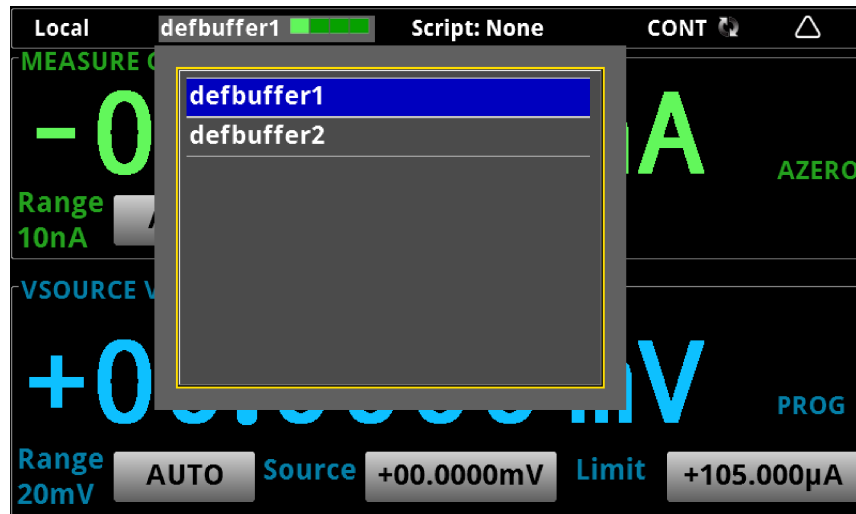 Local defbuffer1 Script: None CONT
MEASURE
defbuffer1
defbuffer2
-0 A
AZERO
Range
10nA
VSOURCE V
+0 mV
PROG
Range
20mV
AUTO Source +00.0000mV Limit +105.000µA